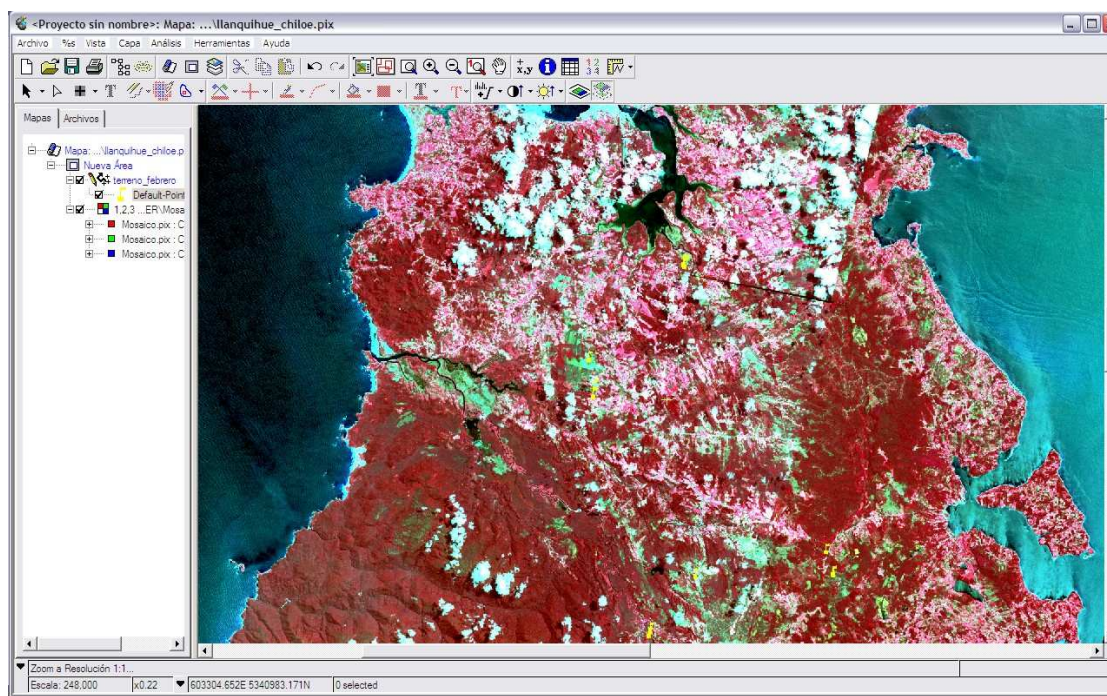 <Proyecto sin nombre>: Mapa: ...\llanquihue_chiloe.pix
Archivo %s Vista Capa Análisis Herramientas Ayuda
Mapas Archivos
Mapa: ...\llanquihue_chiloe.p
Nueva Área
terreno_febrero
Default-Point
1,2,3 ...ER\Mosa
Mosaico.pix : C
Mosaico.pix : C
Mosaico.pix : C
Zoom a Resolución 1:1...
Escala: 248,000 x0.22 603304.652E 5340983.171N 0 selected